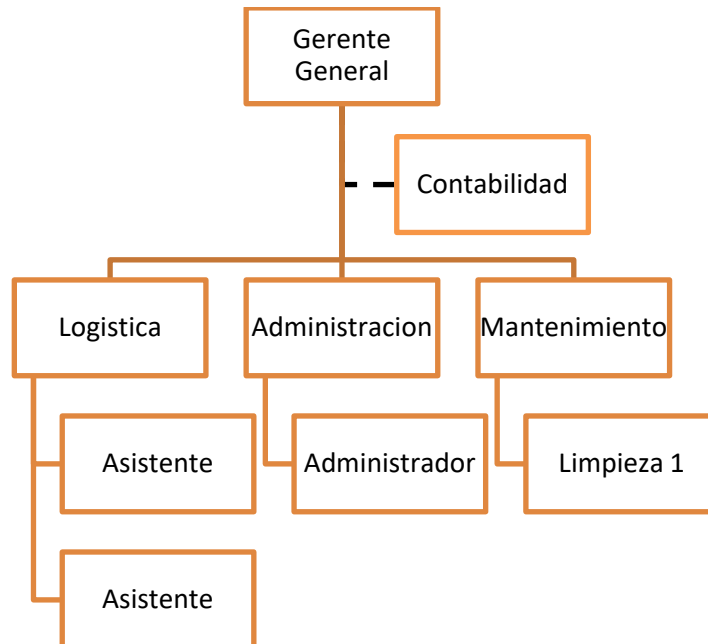 Gerente
General
Contabilidad
Logistica
Administracion
Mantenimiento
Asistente
Administrador
Limpieza 1
Asistente